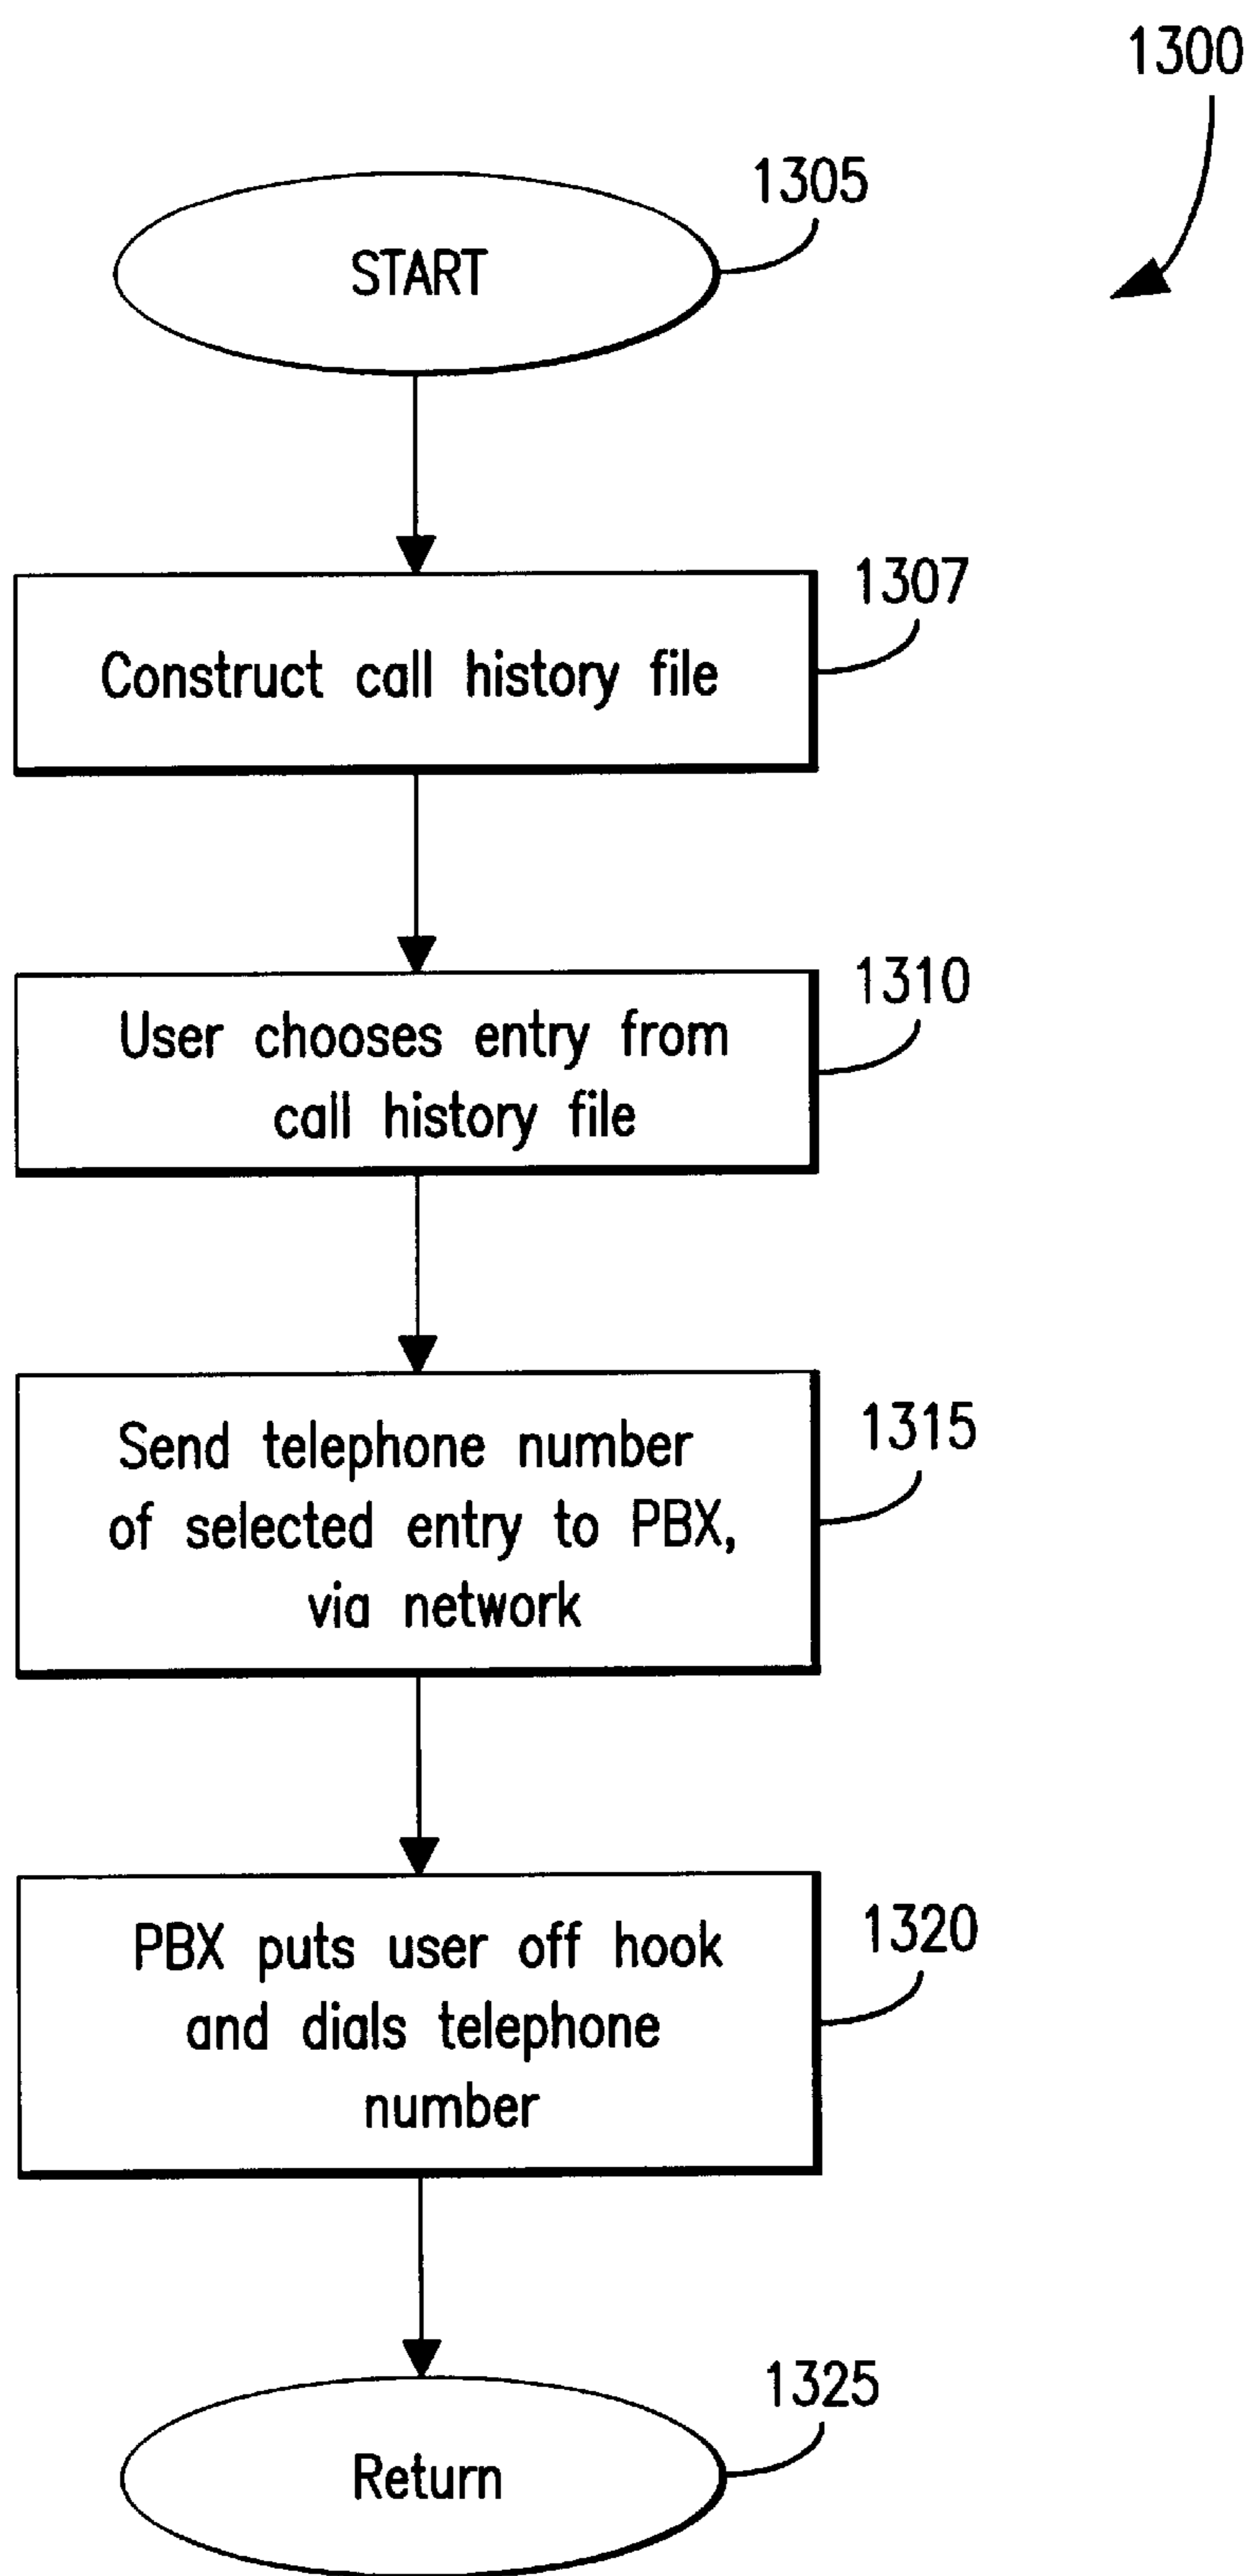 1300
1305
START
1307
Construct call history file
1310
User chooses entry from
call history file
1315
Send telephone number
of selected entry to PBX,
via network
1320
PBX puts user off hook
and dials telephone
number
1325
Return